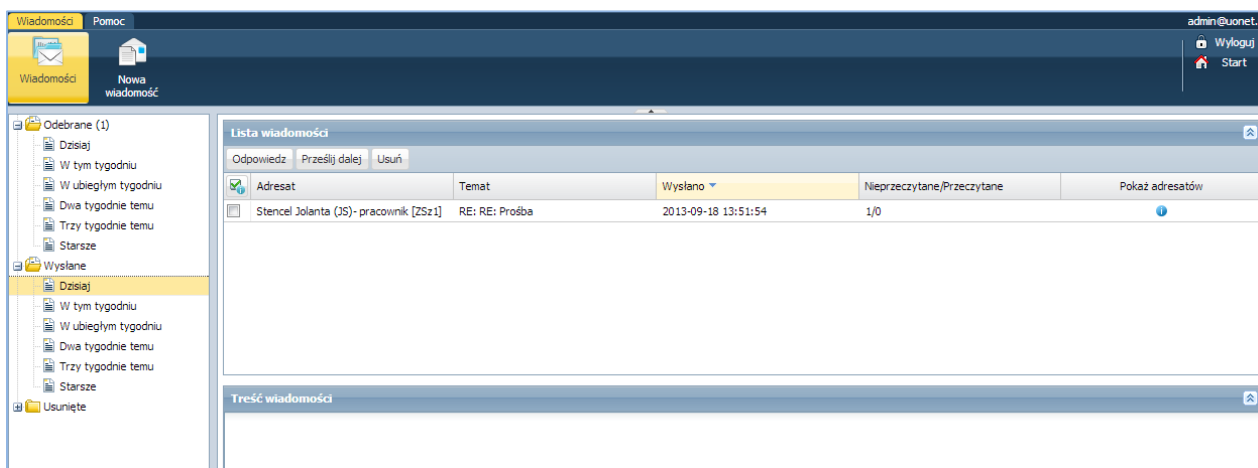 Wiadomości Pomoc admin@uonet.
Wiadomości Nowa wiadomość Wyloguj
Start
Odebrane (1)
Dzisiaj
W tym tygodniu
W ubiegłym tygodniu
Dwa tygodnie temu
Trzy tygodnie temu
Starsze
Wysłane
Dzisiaj
W tym tygodniu
W ubiegłym tygodniu
Dwa tygodnie temu
Trzy tygodnie temu
Starsze
Usunięte
Lista wiadomości
Odpowiedz Prześlij dalej Usuń
Adresat Temat Wysłano Nieprzeczytane/Przeczytane Pokaż adresatów
Stencel Jolanta (JS)- pracownik [ZSz1] RE: RE: Prośba 2013-09-18 13:51:54 1/0
Treść wiadomości